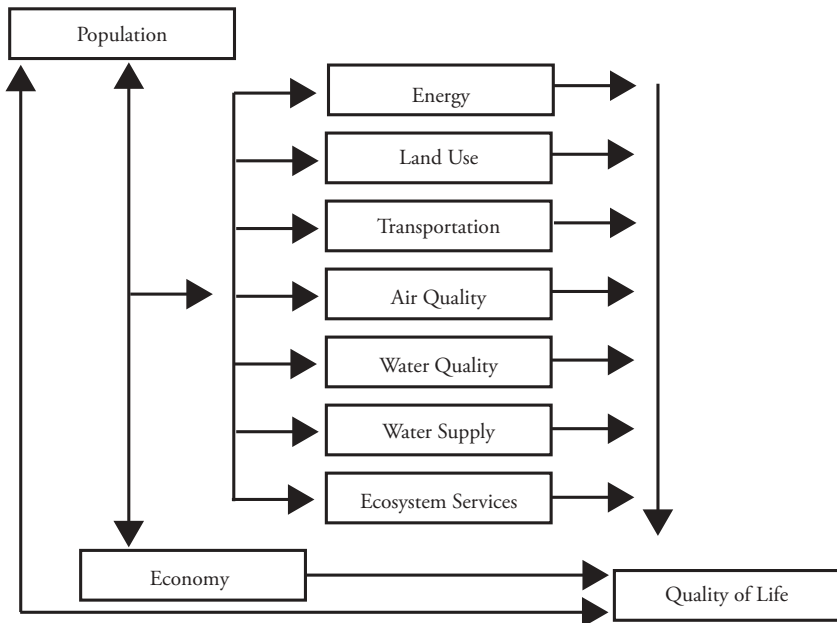 Population
Energy
Land Use
Transportation
Air Quality
Water Quality
Water Supply
Ecosystem Services
Economy
Quality of Life